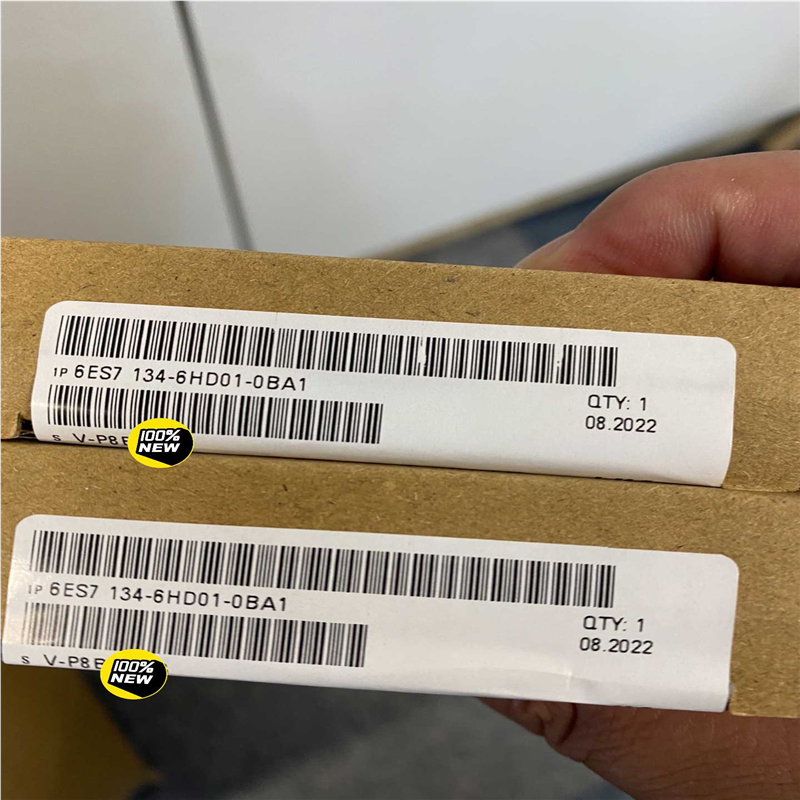 1P 6ES7 134-6HD01-0BA1
QTY: 1
08.2022
S V-P8
100%
NEW
1P 6ES7 134-6HD01-0BA1
QTY: 1
08.2022
S V-P8
100%
NEW